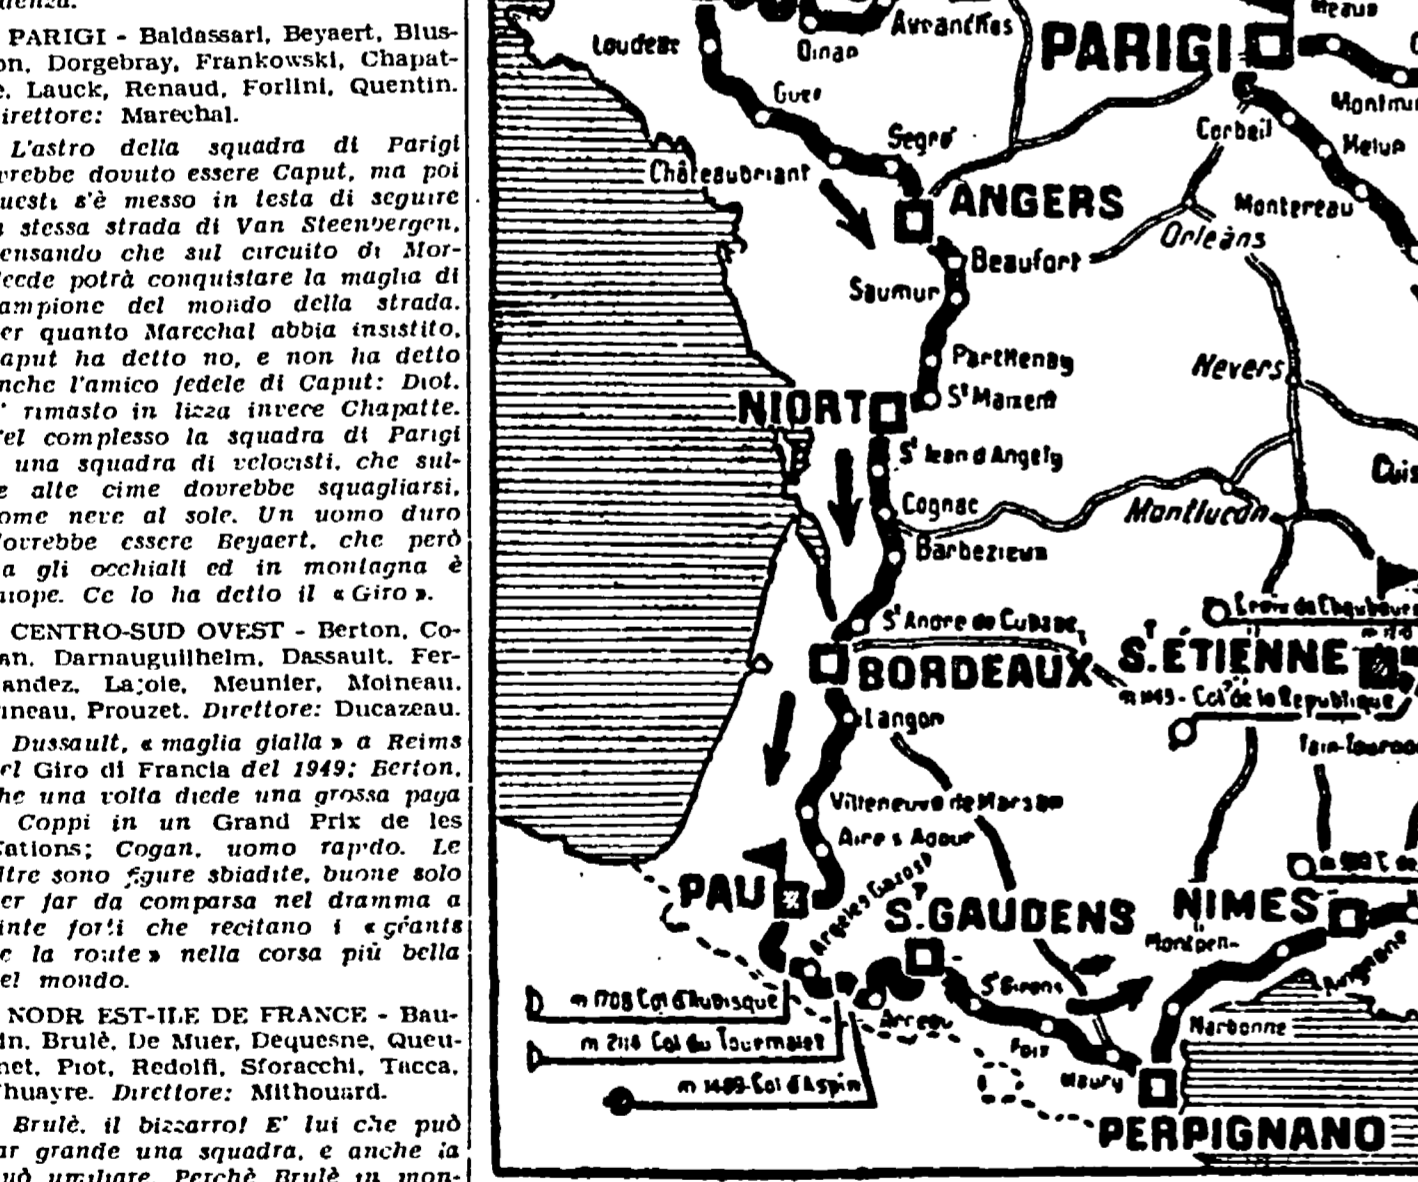 PARIGI - Baldassari, Beyaert, Blus-
on, Dorgebray, Frankowski, Chapat-
e, Lauck, Renaud, Forlini, Quentin.
irettore: Marechal.
L'astro della squadra di Parigi
vrebbe dovuto essere Caput, ma poi
uesti s'è messo in testa di seguire
a stessa strada di Van Steenbergen,
ensando che sul circuito di Mor-
lecde potrà conquistare la maglia di
ampione del mondo della strada.
er quanto Marechal abbia insistito,
aput ha detto no, e non ha detto
nche l'amico fedele di Caput: Diot.
rimasto in lizza invece Chapatte.
el complesso la squadra di Parigi
una squadra di velocisti, che sul-
e alte cime dovrebbe squagliarsi,
ome neve al sole. Un uomo duro
ovrebbe essere Beyaert, che però
a gli occhiali ed in montagna è
miope. Ce lo ha detto il « Giro ».
CENTRO-SUD OVEST - Berton, Co-
an, Darnauguilhelm, Dassault, Fer-
andez, Lajoie, Meunier, Moineau,
ineau, Prouzet. Direttore: Ducazeau.
Dussault, « maglia gialla » a Reims
el Giro di Francia del 1949; Berton,
he una volta diede una grossa paga
Coppi in un Grand Prix de les
ations; Cogan, uomo rapido. Le
ltre sono figure sbiadite, buone solo
er far da comparsa nel dramma a
inte forti che recitano i « géants
e la route » nella corsa più bella
el mondo.
NODR EST-ILE DE FRANCE - Bau-
in, Brulè, De Muer, Dequesne, Queu-
net, Piot, Redolfi, Sforacchi, Tacca,
huayre. Direttore: Mithouard.
Brulè, il bizzarro! E' lui che può
ar grande una squadra, e anche la
uò umiliare. Perchè Brulè in mon-
Avranches
Loudeac
Dinan
PARIGI
Guer
Corbeil
Melun
Segré
Châteaubriant
ANGERS
Montereau
Orleàns
Beaufort
Saumur
Parthenay
Nevers
NIORT
St Maixent
St Jean d Angely
Cognac
Montluçon
Barbezieux
St Andre de Cubzac
BORDEAUX
S.T ÉTIENNE
Col de la Republique
Langon
Villeneuve de Marsan
PAU
Argeles Gazost
S.T GAUDENS
NIMES
Montpen-
Avignone
St Girons
m 1708 Col d'Aubisque
Arreau
Narbonne
m 2114 Col du Tourmalet
Foix
m 1489-Col d'Aspin
Maury
PERPIGNANO